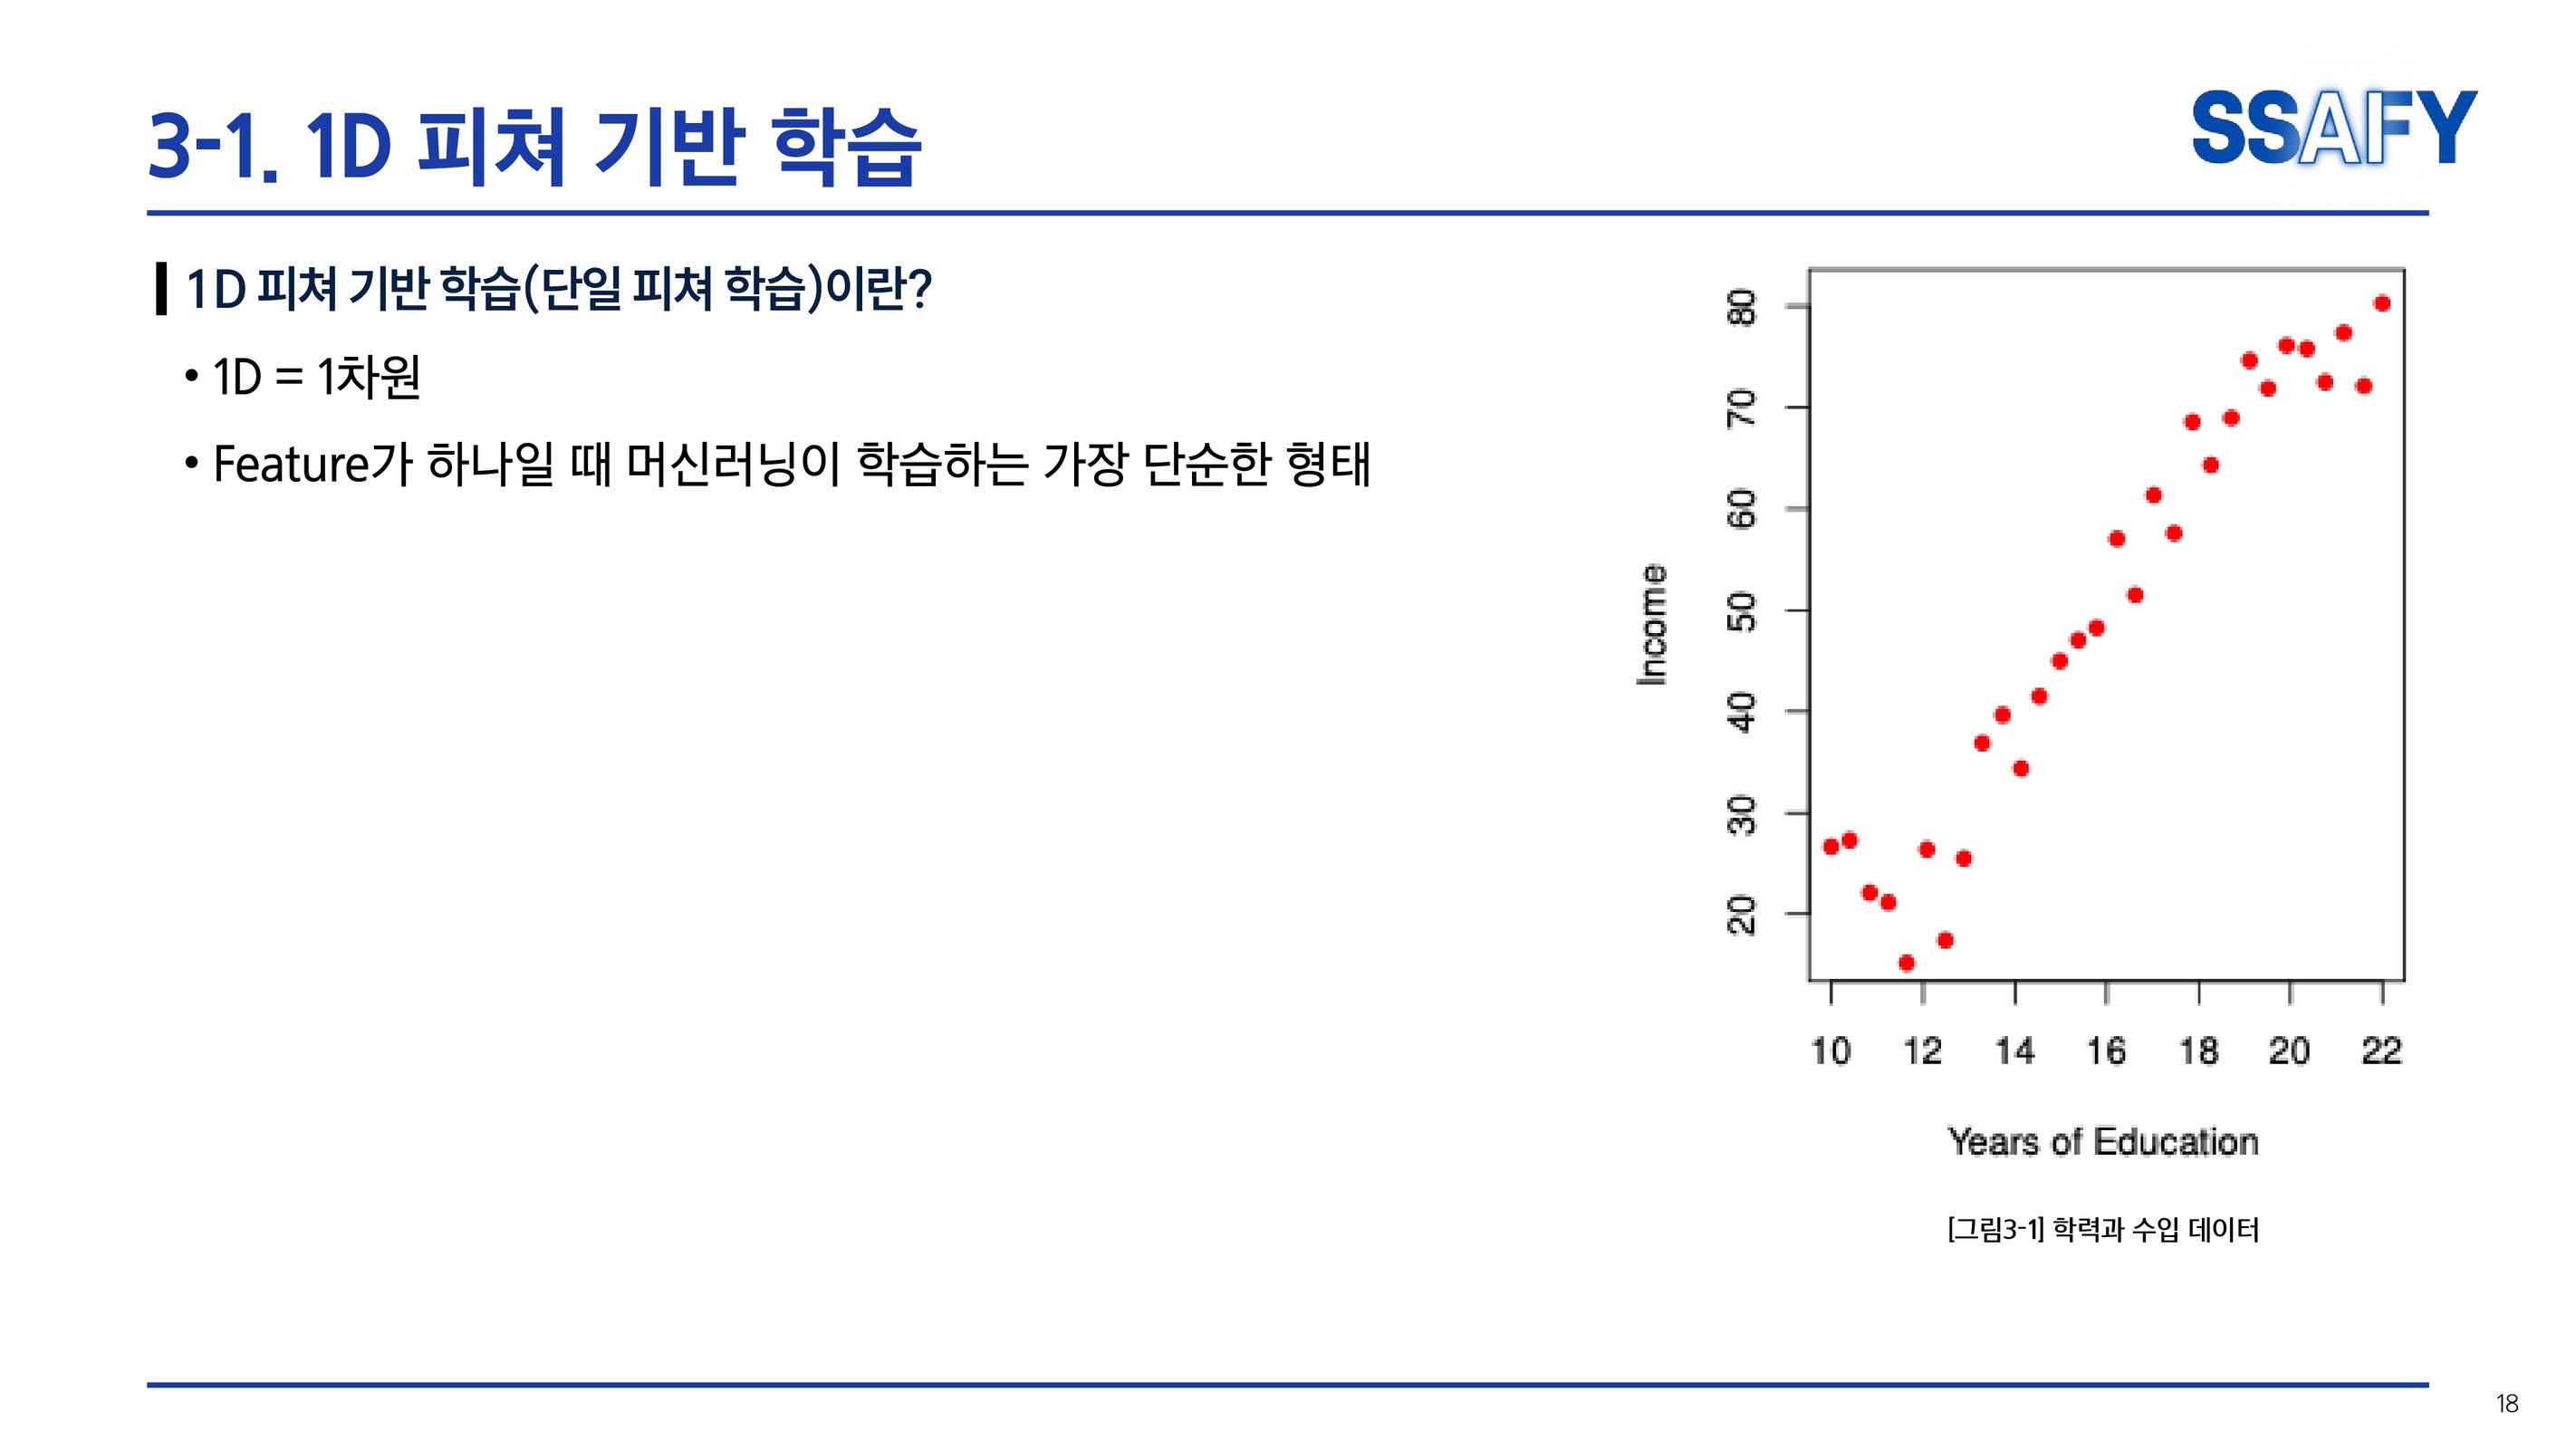 3-1. 1D 피쳐 기반 학습
SSAFY
1D 피쳐 기반 학습(단일 피쳐 학습)이란?
• 1D = 1차원
• Feature가 하나일 때 머신러닝이 학습하는 가장 단순한 형태
Income
80
70
60
50
40
30
20
10 12 14 16 18 20 22
Years of Education
[그림3-1] 학력과 수입 데이터
18